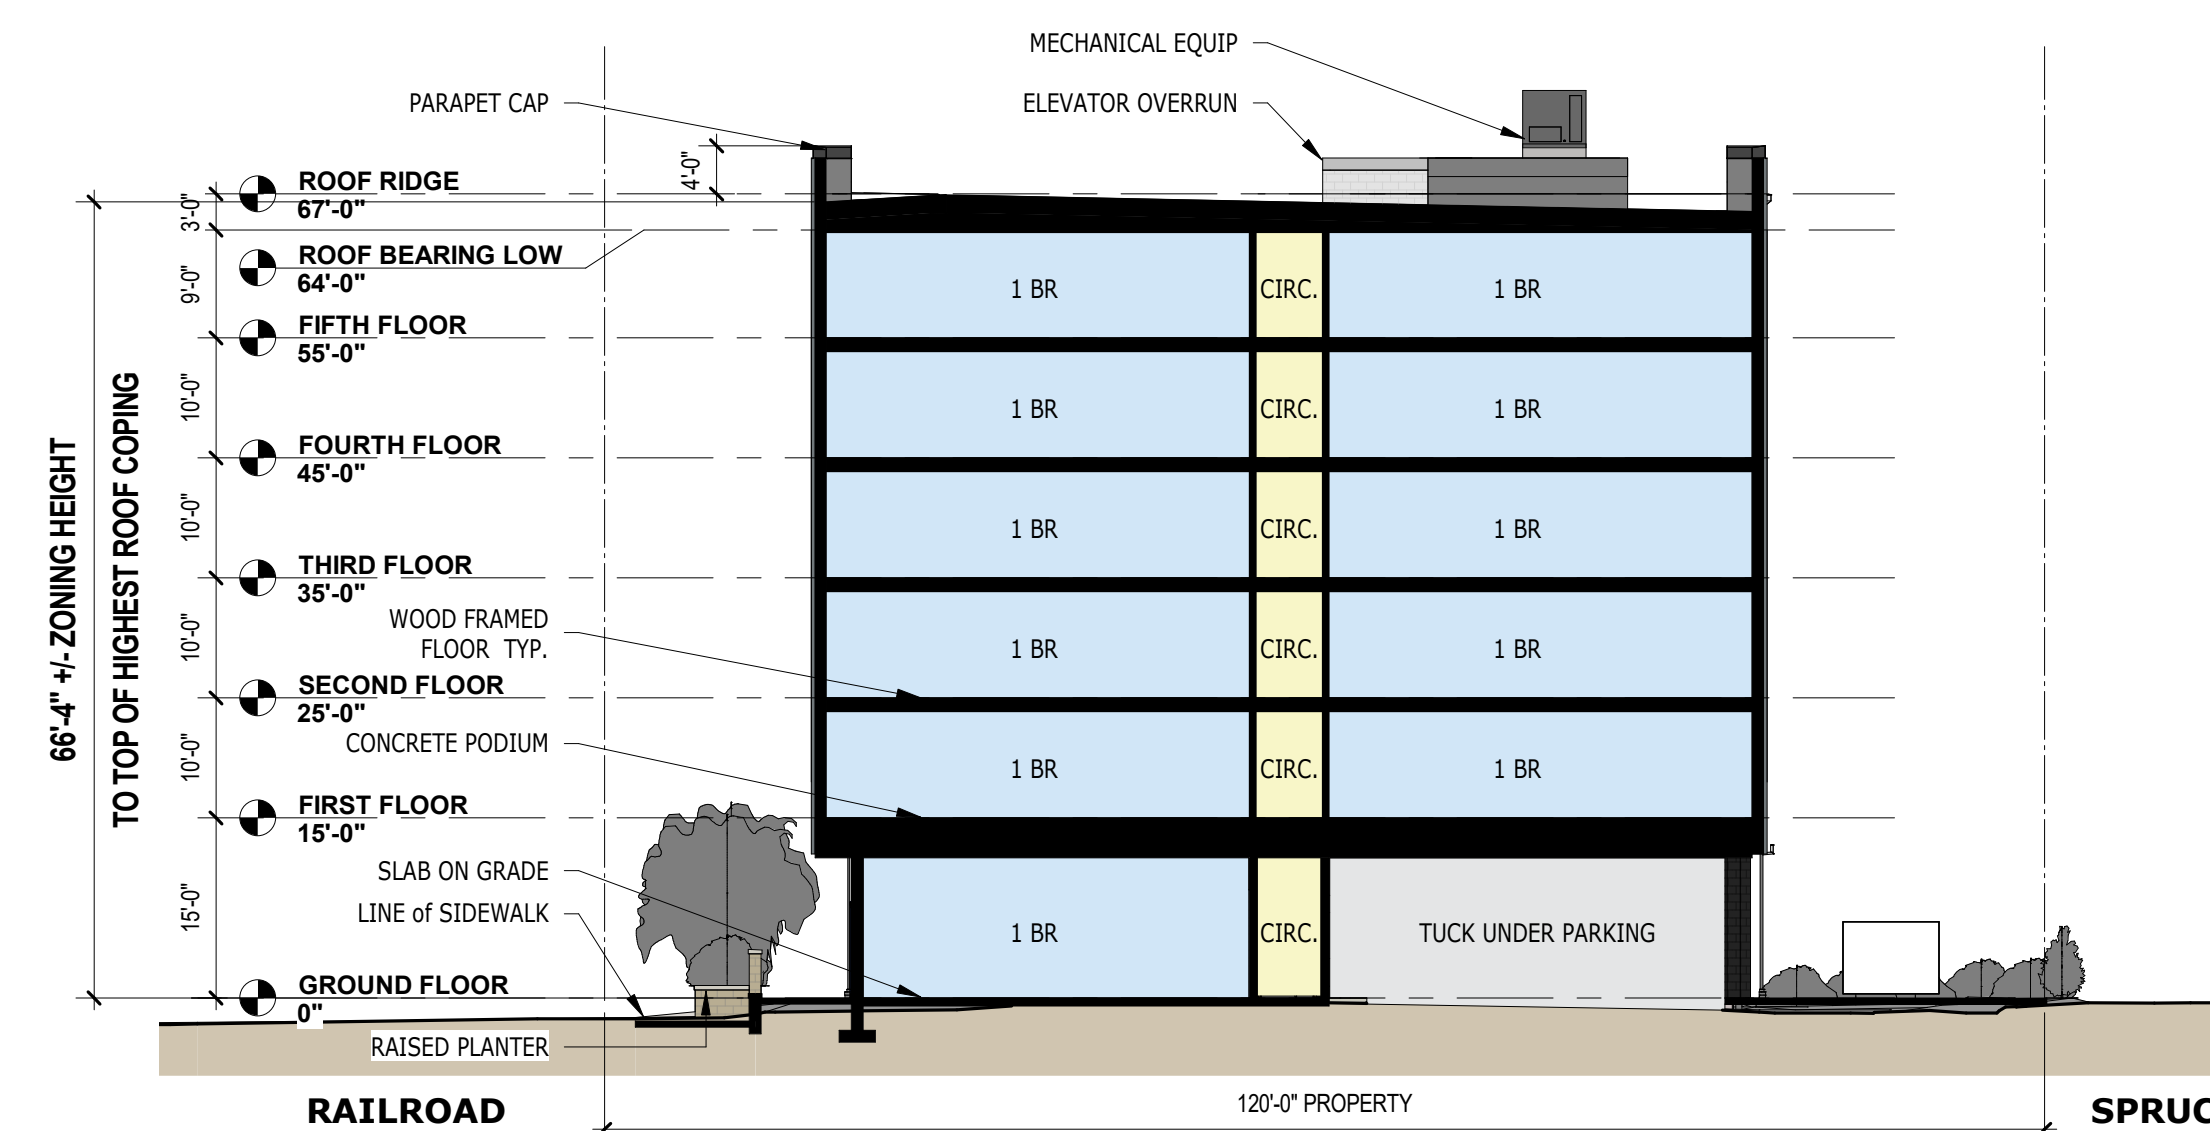 MECHANICAL EQUIP
PARAPET CAP
ELEVATOR OVERRUN
4'-0"
ROOF RIDGE
67'-0"
3'-0"
ROOF BEARING LOW
64'-0"
9'-0"
1 BR CIRC. 1 BR
FIFTH FLOOR
55'-0"
10'-0"
1 BR CIRC. 1 BR
FOURTH FLOOR
45'-0"
10'-0"
1 BR CIRC. 1 BR
THIRD FLOOR
35'-0"
WOOD FRAMED
FLOOR TYP.
10'-0"
1 BR CIRC. 1 BR
SECOND FLOOR
25'-0"
CONCRETE PODIUM
10'-0"
1 BR CIRC. 1 BR
FIRST FLOOR
15'-0"
SLAB ON GRADE
LINE of SIDEWALK
15'-0"
1 BR CIRC. TUCK UNDER PARKING
GROUND FLOOR
0"
RAISED PLANTER
66'-4" +/- ZONING HEIGHT
TO TOP OF HIGHEST ROOF COPING
RAILROAD
120'-0" PROPERTY